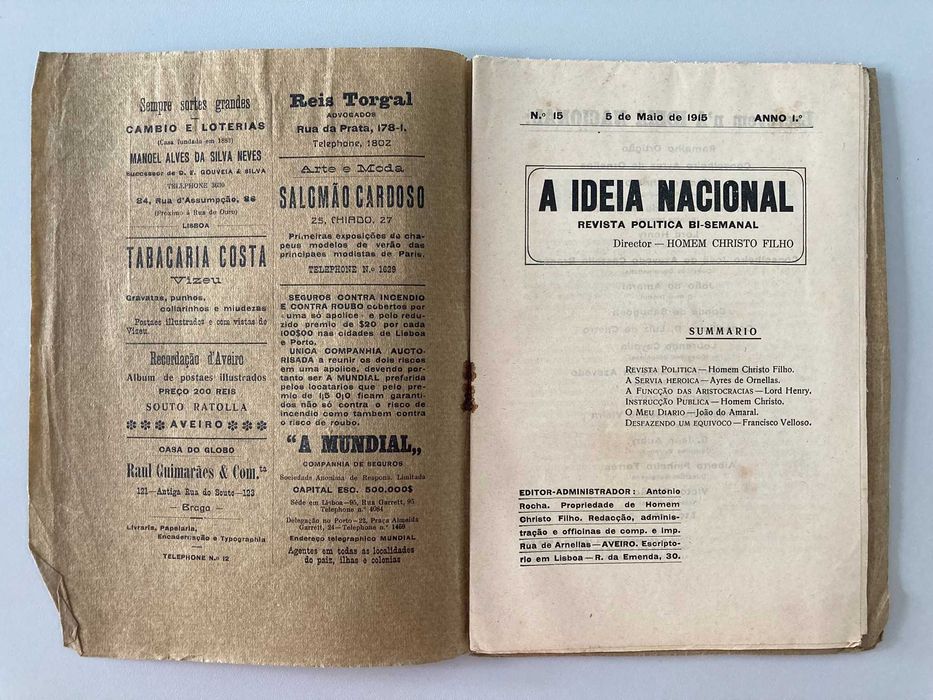 Sempre sortes grandes
CAMBIO E LOTERIAS
(Casa fundada em 1881)
MANOEL ALVES DA SILVA NEVES
Successor de D. E. GOUVEIA & SILVA
TELEPHONE 3630
84, Rua d'Assumpção, 86
(Proximo á Rua do Ouro)
LISBOA
TABACARIA COSTA
Vizeu
Gravatas, punhos,
collarinhos e miudezas
Postaes illustrados e com vistas de
Vizeu.
Recordação d'Aveiro
Album de postaes illustrados
PREÇO 200 REIS
SOUTO RATOLLA
AVEIRO
CASA DO GLOBO
Raul Guimarães & Com.ta
121—Antiga Rua do Souto—123
—Braga—
Livraria, Papelaria,
Encadernação e Typographia
TELEPHONE N.o 12
Reis Torgal
ADVOGADOS
Rua da Prata, 178-1.
Telephone, 1802
Arte e Moda
SALOMÃO CARDOSO
25, CHIADO, 27
Primeiras exposições de cha-
peus modelos de verão das
principaes modistas de Paris.
TELEPHONE N.o 1629
SEGUROS CONTRA INCENDIO
E CONTRA ROUBO cobertos por
uma só apolice e pelo redu-
zido premio de $20 por cada
100$00 nas cidades de Lisboa
e Porto.
UNICA COMPANHIA AUCTO-
RISADA a reunir os dois riscos
em uma apolice, devendo por-
tanto ser A MUNDIAL preferida
pelos locatarios que pelo pre-
mio de 1,5 0/0 ficam garanti-
dos não só contra o risco de
incendio como tambem contra
o risco de roubo.
"A MUNDIAL„
COMPANHIA DE SEGUROS
Sociedade Anonima de Respons. Limitada
CAPITAL ESC. 500.000$
Séde em Lisboa—95, Rua Garrett, 95
Telephone n.o 4084
Delegação no Porto—22, Praça Almeida
Garrett, 24—Telephone n.o 1459
Endereço telegraphico MUNDIAL
Agentes em todas as localidades
do paiz, ilhas e colonias
N.o 15 5 de Maio de 1915 ANNO I.o
A IDEIA NACIONAL
REVISTA POLITICA BI-SEMANAL
Director — HOMEM CHRISTO FILHO
SUMMARIO
REVISTA POLITICA—Homem Christo Filho.
A SERVIA HEROICA—Ayres de Ornellas.
A FUNCÇÃO DAS ARISTOCRACIAS—Lord Henry.
INSTRUCÇÃO PUBLICA—Homem Christo.
O MEU DIARIO—João do Amaral.
DESFAZENDO UM EQUIVOCO—Francisco Velloso.
EDITOR-ADMINISTRADOR: Antonio
Rocha. Propriedade de Homem
Christo Filho. Redacção, adminis-
tração e officinas de comp. e imp.
Rua de Arnellas—AVEIRO. Escripto-
rio em Lisboa—R. da Emenda, 30.